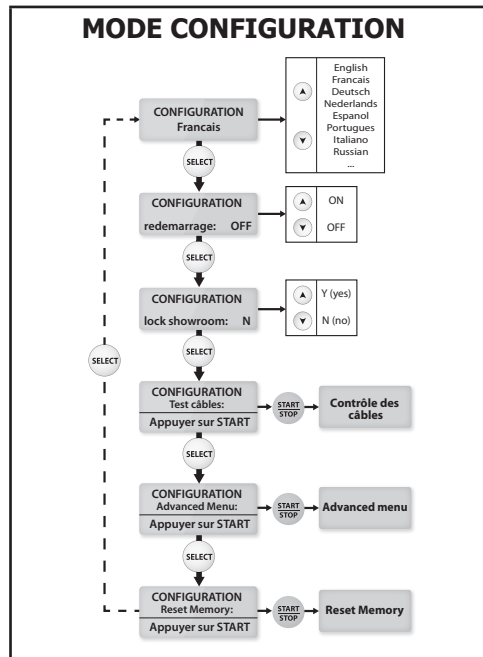 MODE CONFIGURATION
CONFIGURATION
Francais
English
Francais
Deutsch
Nederlands
Espanol
Portugues
Italiano
Russian
...
SELECT
CONFIGURATION
redemarrage: OFF
ON
OFF
SELECT
CONFIGURATION
lock showroom: N
Y (yes)
N (no)
SELECT
SELECT
CONFIGURATION
Test câbles:
Appuyer sur START
START
STOP
Contrôle des
câbles
SELECT
CONFIGURATION
Advanced Menu:
Appuyer sur START
START
STOP
Advanced menu
SELECT
CONFIGURATION
Reset Memory:
Appuyer sur START
START
STOP
Reset Memory